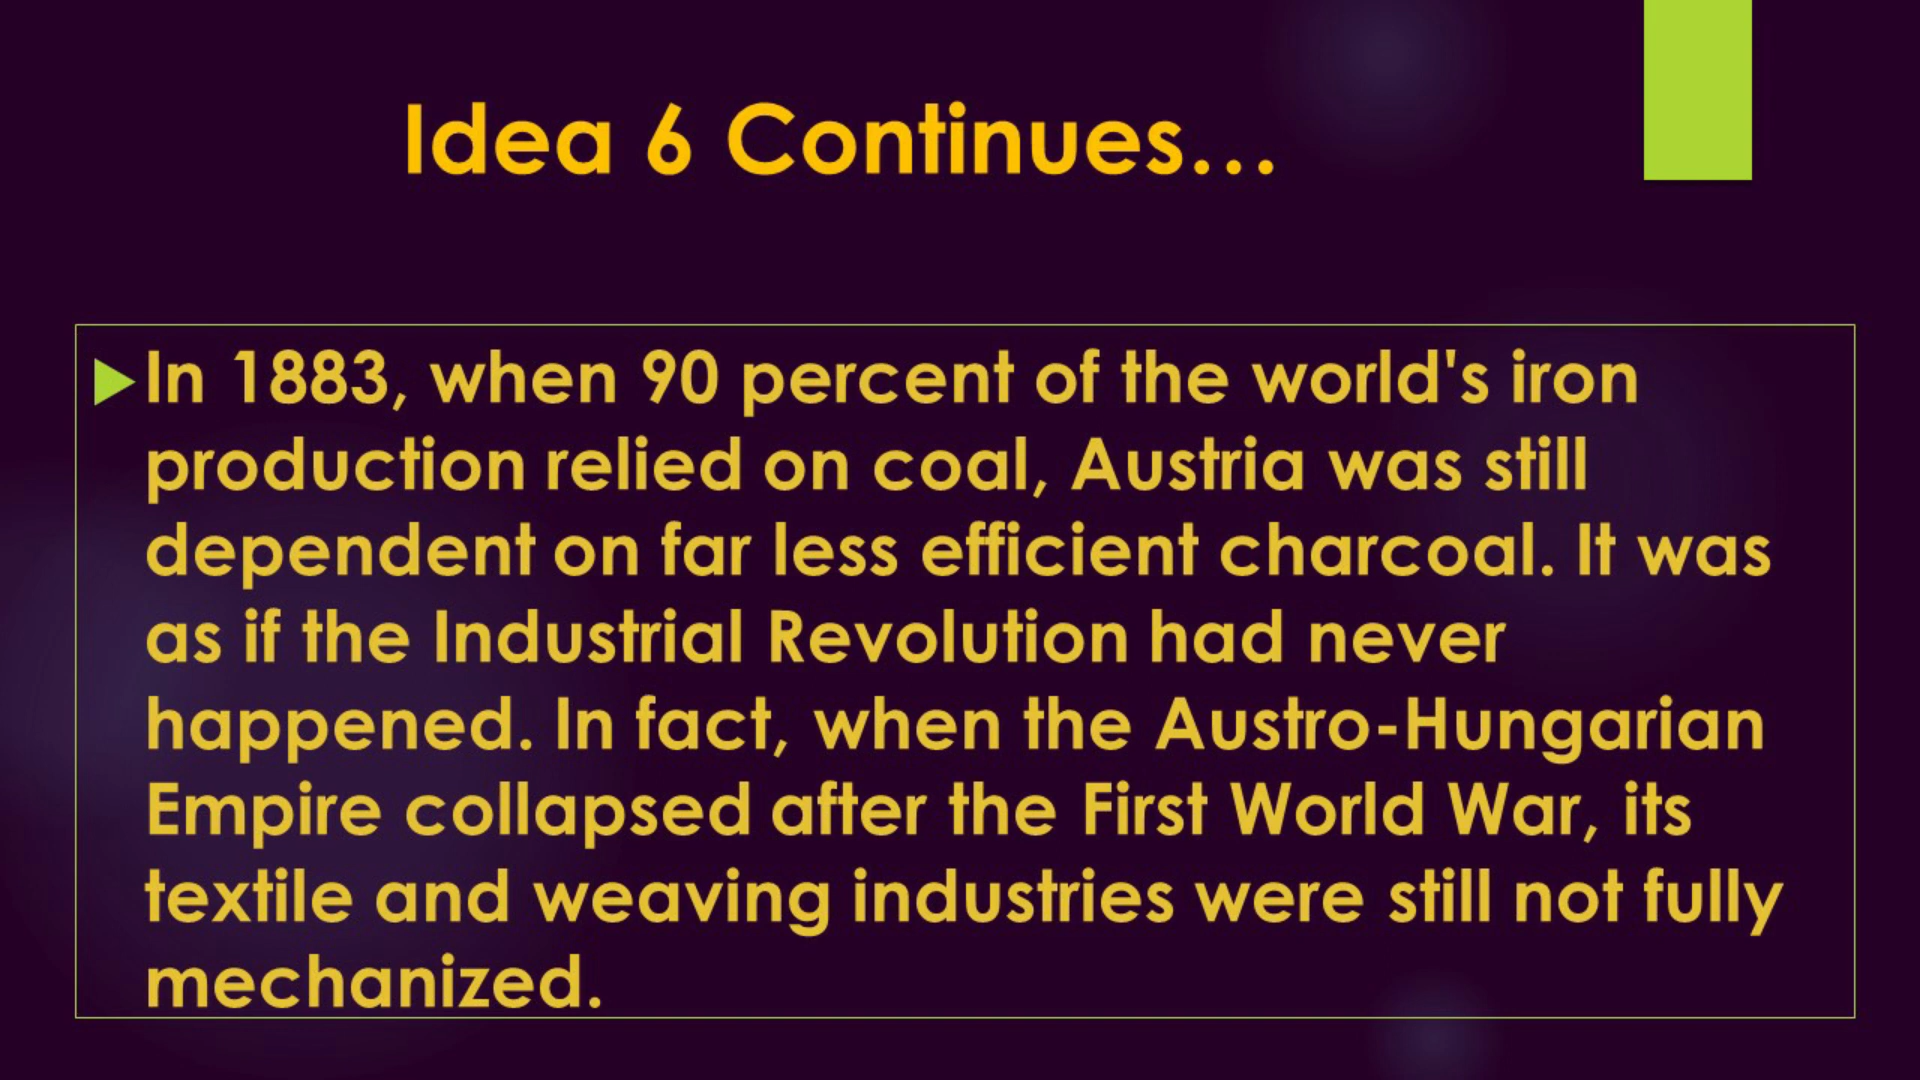 Idea 6 Continues...
In 1883, when 90 percent of the world's iron
production relied on coal, Austria was still
dependent on far less efficient charcoal. It was
as if the Industrial Revolution had never
happened. In fact, when the Austro-Hungarian
Empire collapsed after the First World War, its
textile and weaving industries were still not fully
mechanized.